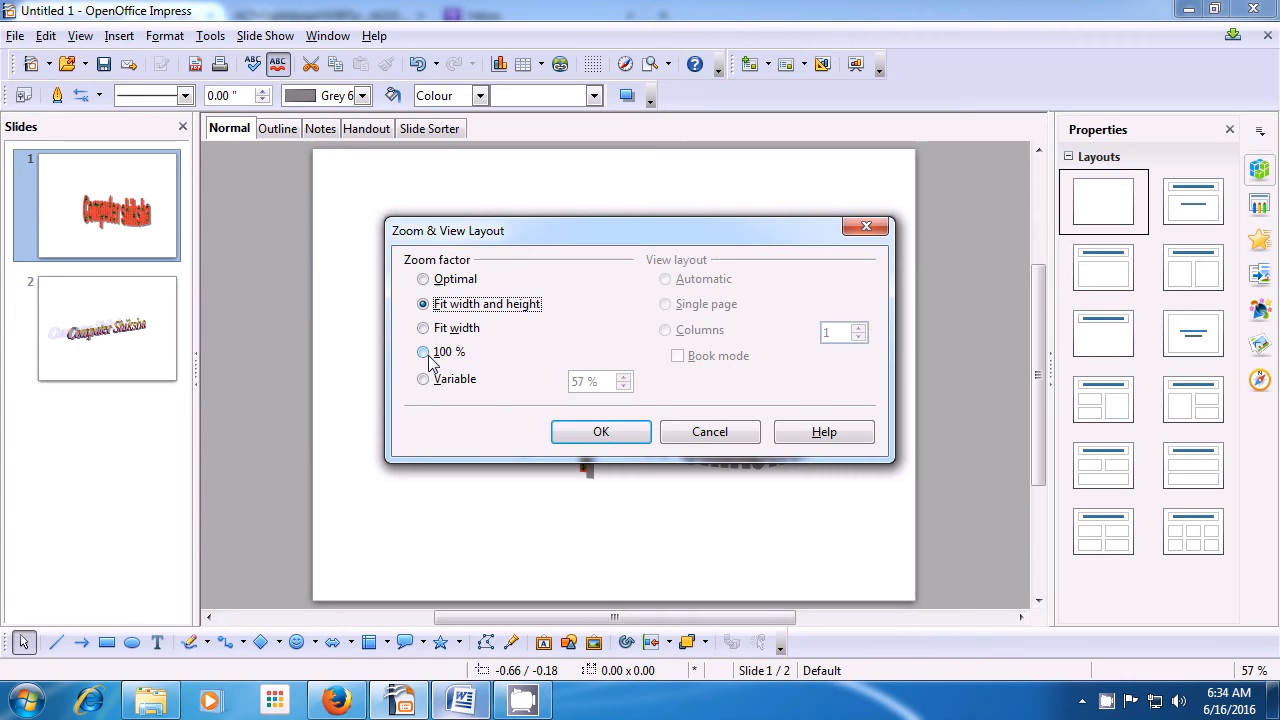 Untitled 1 - OpenOffice Impress
File Edit View Insert Format Tools Slide Show Window Help
0.00 " Grey 6 Colour
Slides
Normal Outline Notes Handout Slide Sorter
Properties
Layouts
1
Computer shiksha
2
Computer Shiksha
Zoom & View Layout
Zoom factor
Optimal
Fit width and height
Fit width
100 %
Variable 57 %
View layout
Automatic
Single page
Columns 1
Book mode
OK Cancel Help
-0.66 / -0.18 0.00 x 0.00 * Slide 1 / 2 Default 57 %
6:34 AM
6/16/2016